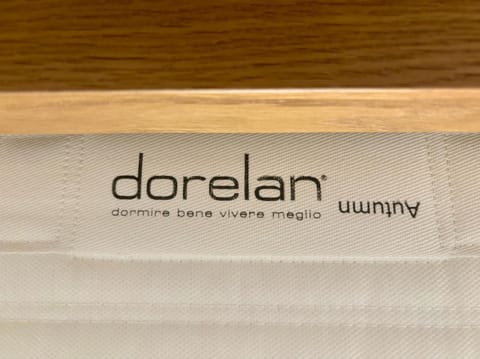 dorelan®
dormire bene vivere meglio
Autumn